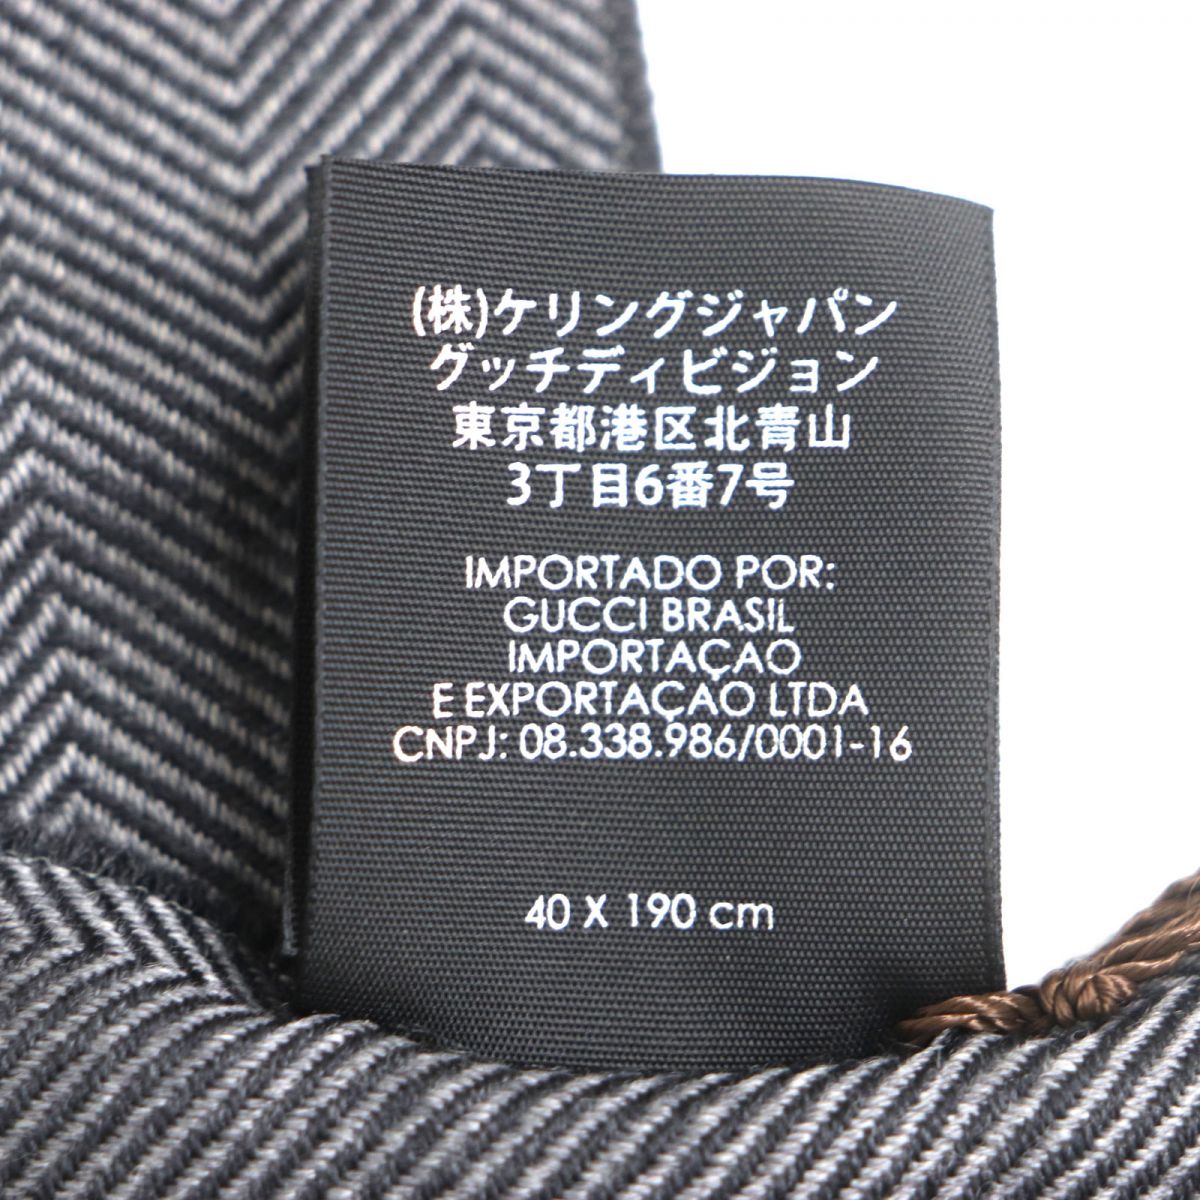 (株)ケリングジャパン
グッチディビジョン
東京都港区北青山
3丁目6番7号
IMPORTADO POR:
GUCCI BRASIL
IMPORTAÇAO
E EXPORTAÇAO LTDA
CNPJ: 08.338.986/0001-16
40 X 190 cm